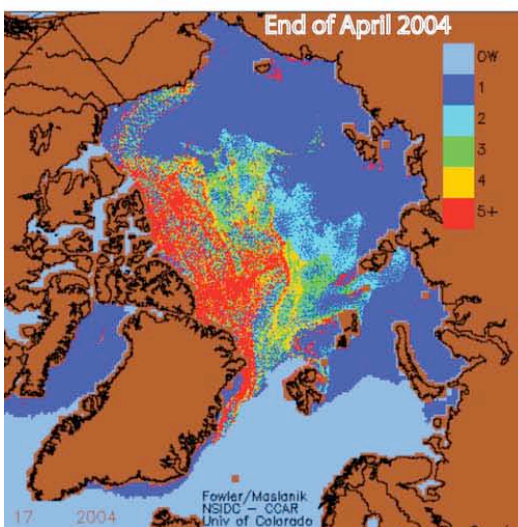 End of April 2004
OW
1
2
3
4
5+
Fowler/Maslanik
NSIDC – CCAR
Univ of Colorado
17 2004